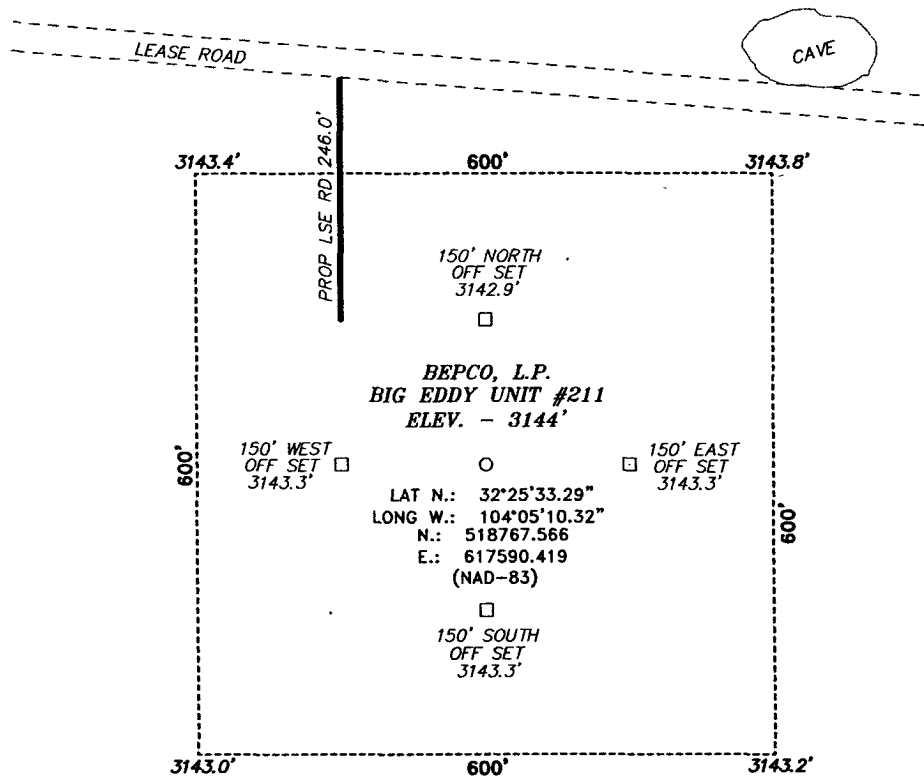 LEASE ROAD
CAVE
PROP LSE RD 246.0'
3143.4'
600'
3143.8'
150' NORTH
OFF SET
3142.9'
BEPCO, L.P.
BIG EDDY UNIT #211
ELEV. - 3144'
600'
150' WEST
OFF SET
3143.3'
150' EAST
OFF SET
3143.3'
600'
LAT N.: 32°25'33.29"
LONG W.: 104°05'10.32"
N.: 518767.566
E.: 617590.419
(NAD-83)
150' SOUTH
OFF SET
3143.3'
3143.0'
600'
3143.2'